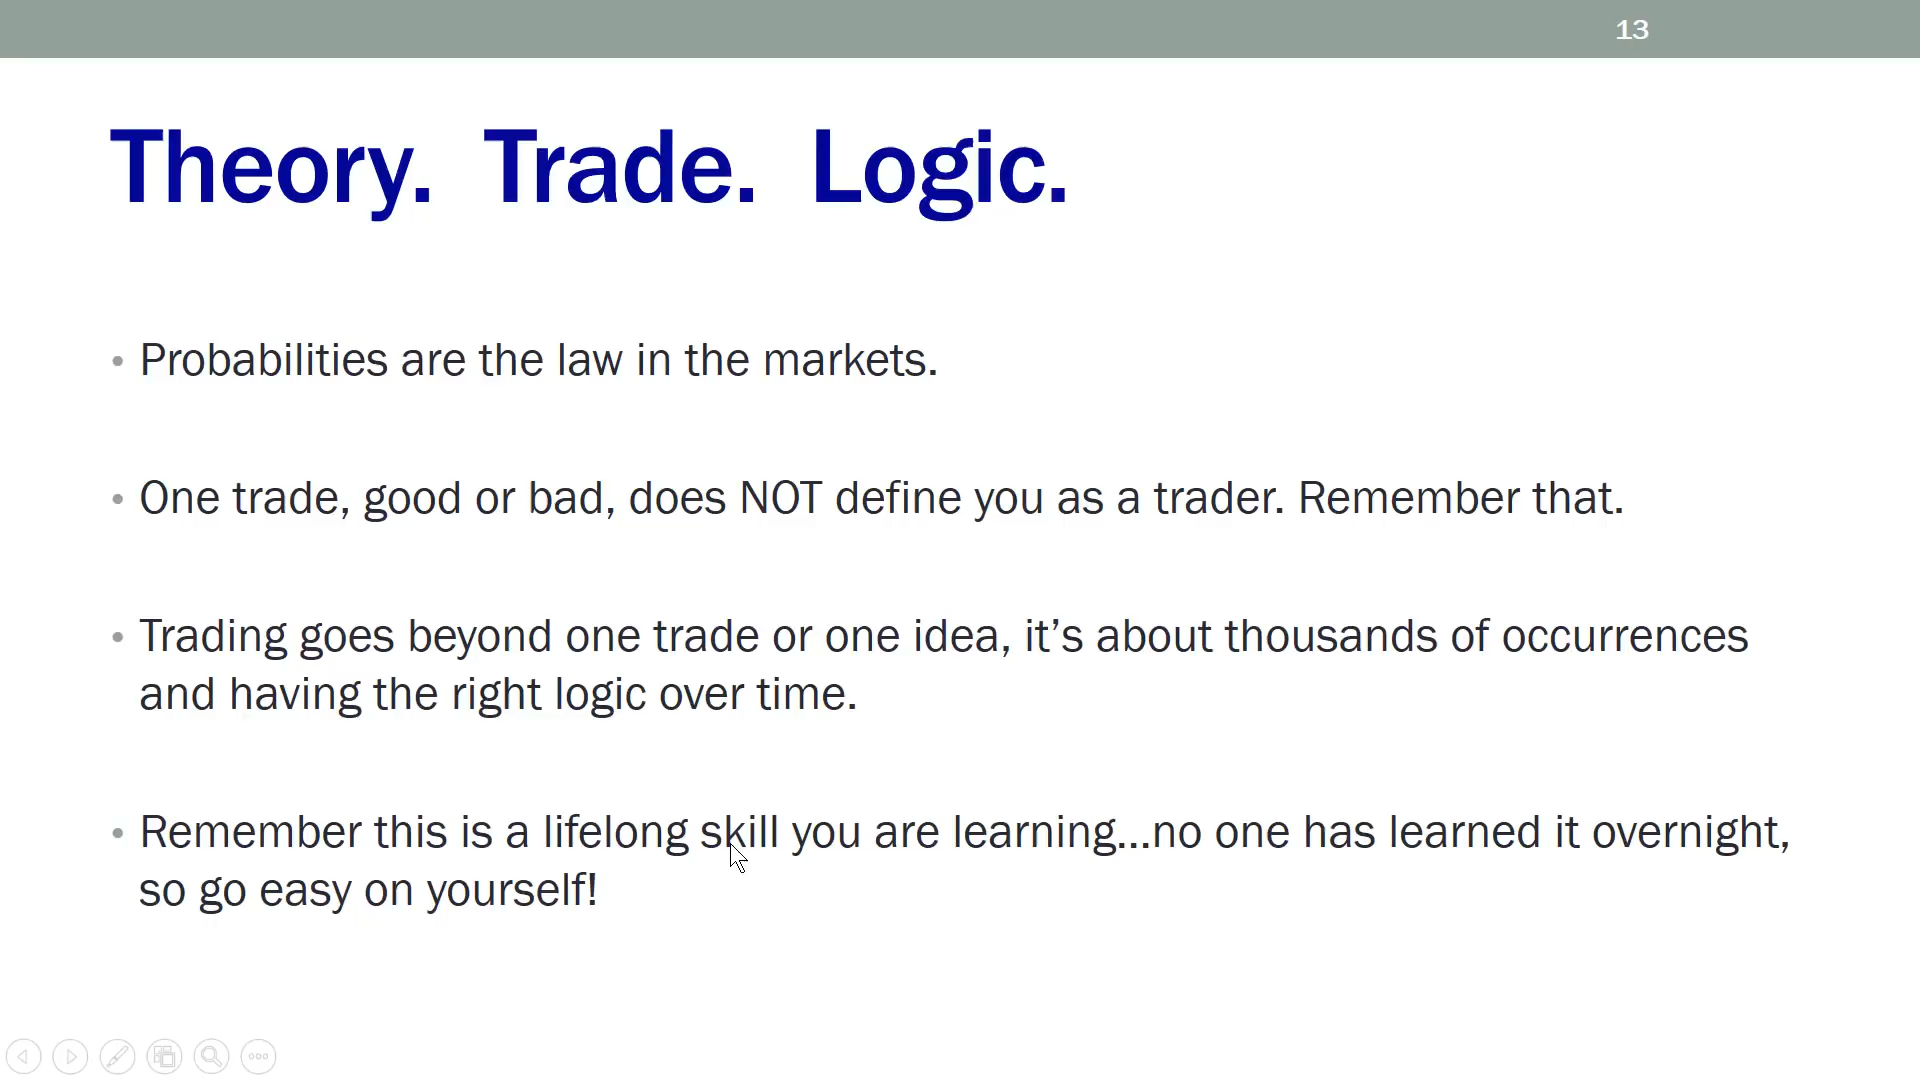 13
Theory. Trade. Logic.
• Probabilities are the law in the markets.
• One trade, good or bad, does NOT define you as a trader. Remember that.
• Trading goes beyond one trade or one idea, it’s about thousands of occurrences
and having the right logic over time.
• Remember this is a lifelong skill you are learning...no one has learned it overnight,
so go easy on yourself!